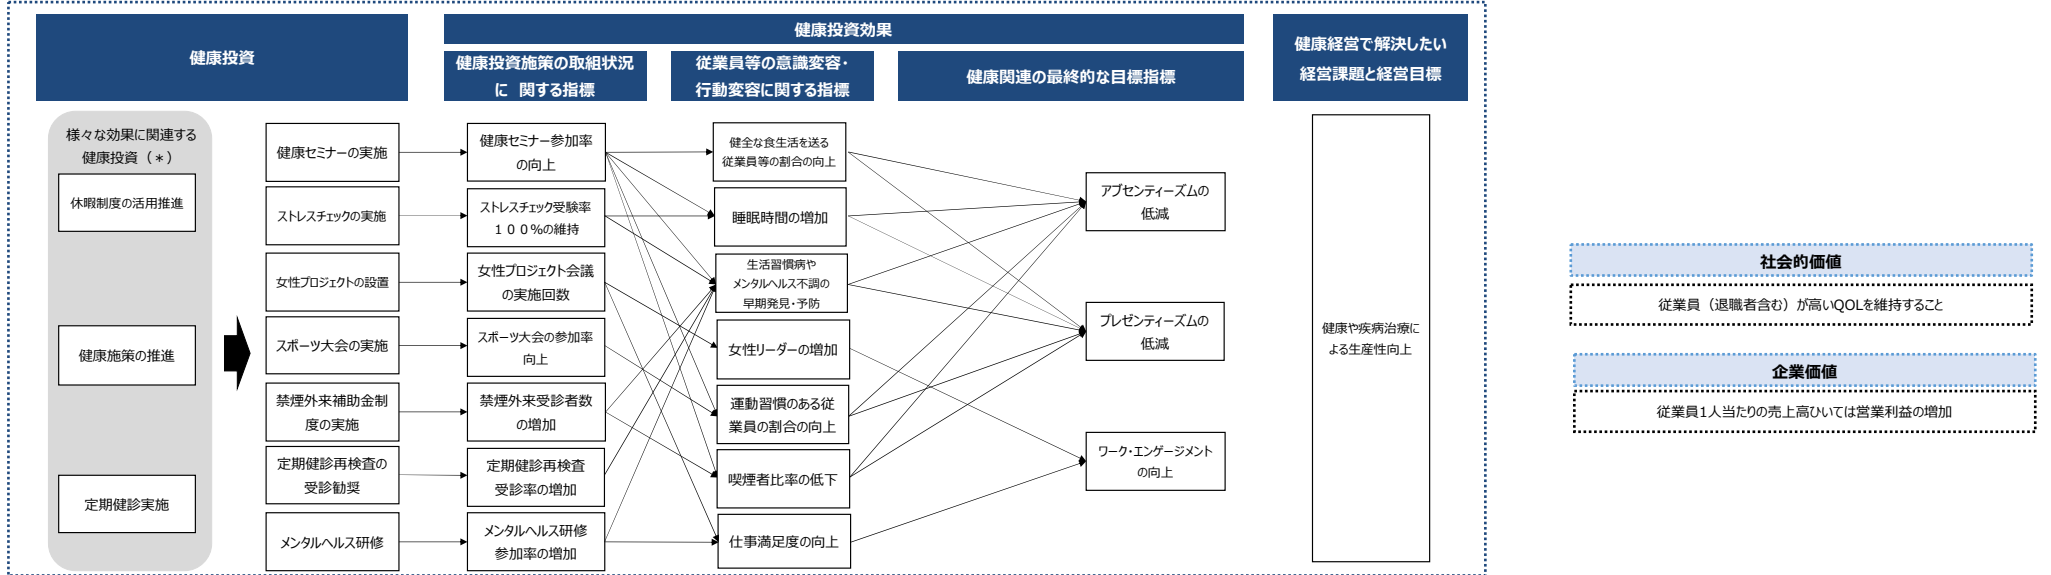 健康投資
健康投資効果
健康投資施策の取組状況
に 関する指標
従業員等の意識変容・
行動変容に関する指標
健康関連の最終的な目標指標
健康経営で解決したい
経営課題と経営目標
様々な効果に関連する
健康投資（＊）
休暇制度の活用推進
健康施策の推進
定期健診実施
健康セミナーの実施
ストレスチェックの実施
女性プロジェクトの設置
スポーツ大会の実施
禁煙外来補助金制
度の実施
定期健診再検査の
受診勧奨
メンタルヘルス研修
健康セミナー参加率
の向上
ストレスチェック受験率
１００％の維持
女性プロジェクト会議
の実施回数
スポーツ大会の参加率
向上
禁煙外来受診者数
の増加
定期健診再検査
受診率の増加
メンタルヘルス研修
参加率の増加
健全な食生活を送る
従業員等の割合の向上
睡眠時間の増加
生活習慣病や
メンタルヘルス不調の
早期発見・予防
女性リーダーの増加
運動習慣のある従
業員の割合の向上
喫煙者比率の低下
仕事満足度の向上
アブセンティーズムの
低減
プレゼンティーズムの
低減
ワーク・エンゲージメント
の向上
健康や疾病治療に
よる生産性向上
社会的価値
従業員（退職者含む）が高いQOLを維持すること
企業価値
従業員1人当たりの売上高ひいては営業利益の増加